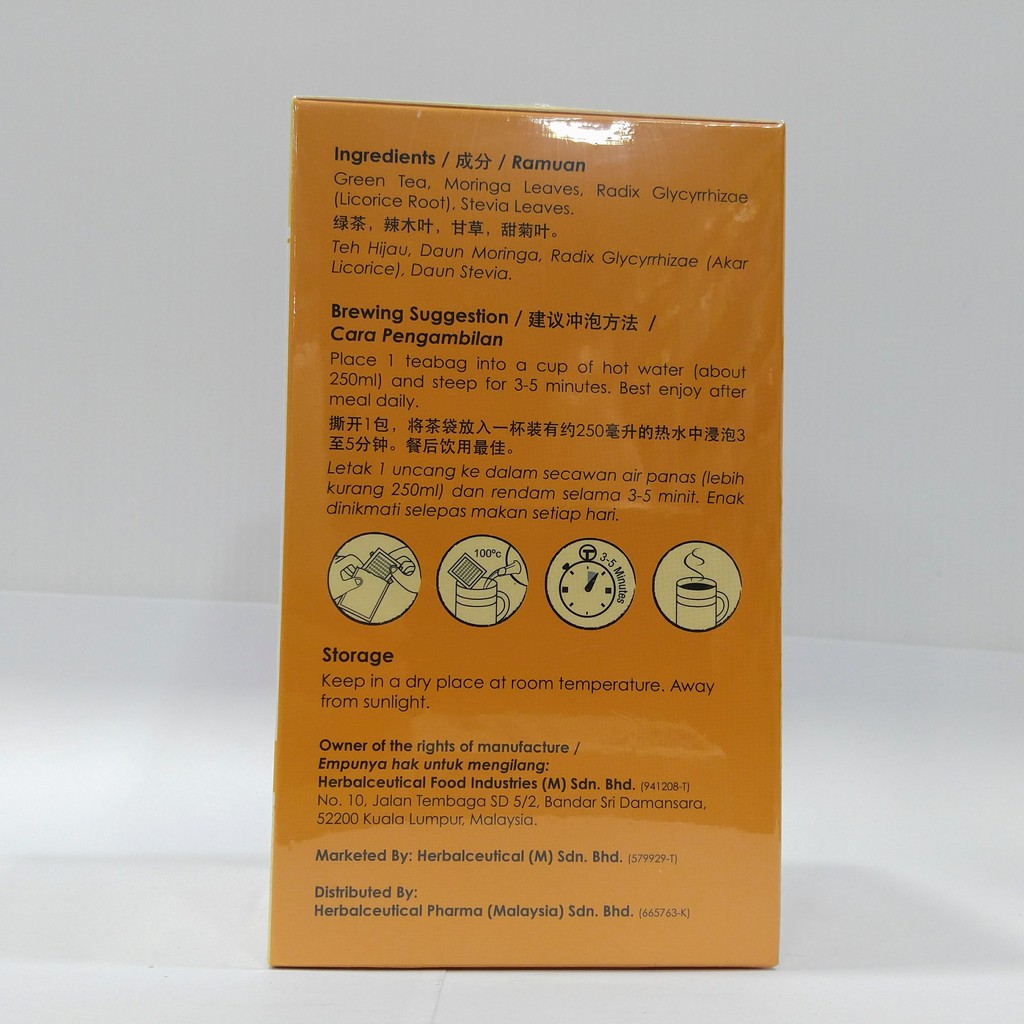 Ingredients / 成分 / Ramuan
Green Tea, Moringa Leaves, Radix Glycyrrhizae
(Licorice Root), Stevia Leaves.
绿茶，辣木叶，甘草，甜菊叶。
Teh Hijau, Daun Moringa, Radix Glycyrrhizae (Akar
Licorice), Daun Stevia.
Brewing Suggestion / 建议冲泡方法 /
Cara Pengambilan
Place 1 teabag into a cup of hot water (about
250ml) and steep for 3-5 minutes. Best enjoy after
meal daily.
撕开1包，将茶袋放入一杯装有约250毫升的热水中浸泡3
至5分钟。餐后饮用最佳。
Letak 1 uncang ke dalam secawan air panas (lebih
kurang 250ml) dan rendam selama 3-5 minit. Enak
dinikmati selepas makan setiap hari.
100°c
3-5 Minutes
Storage
Keep in a dry place at room temperature. Away
from sunlight.
Owner of the rights of manufacture /
Empunya hak untuk mengilang:
Herbalceutical Food Industries (M) Sdn. Bhd. (941208-T)
No. 10, Jalan Tembaga SD 5/2, Bandar Sri Damansara,
52200 Kuala Lumpur, Malaysia.
Marketed By: Herbalceutical (M) Sdn. Bhd. (579929-T)
Distributed By:
Herbalceutical Pharma (Malaysia) Sdn. Bhd. (665763-K)